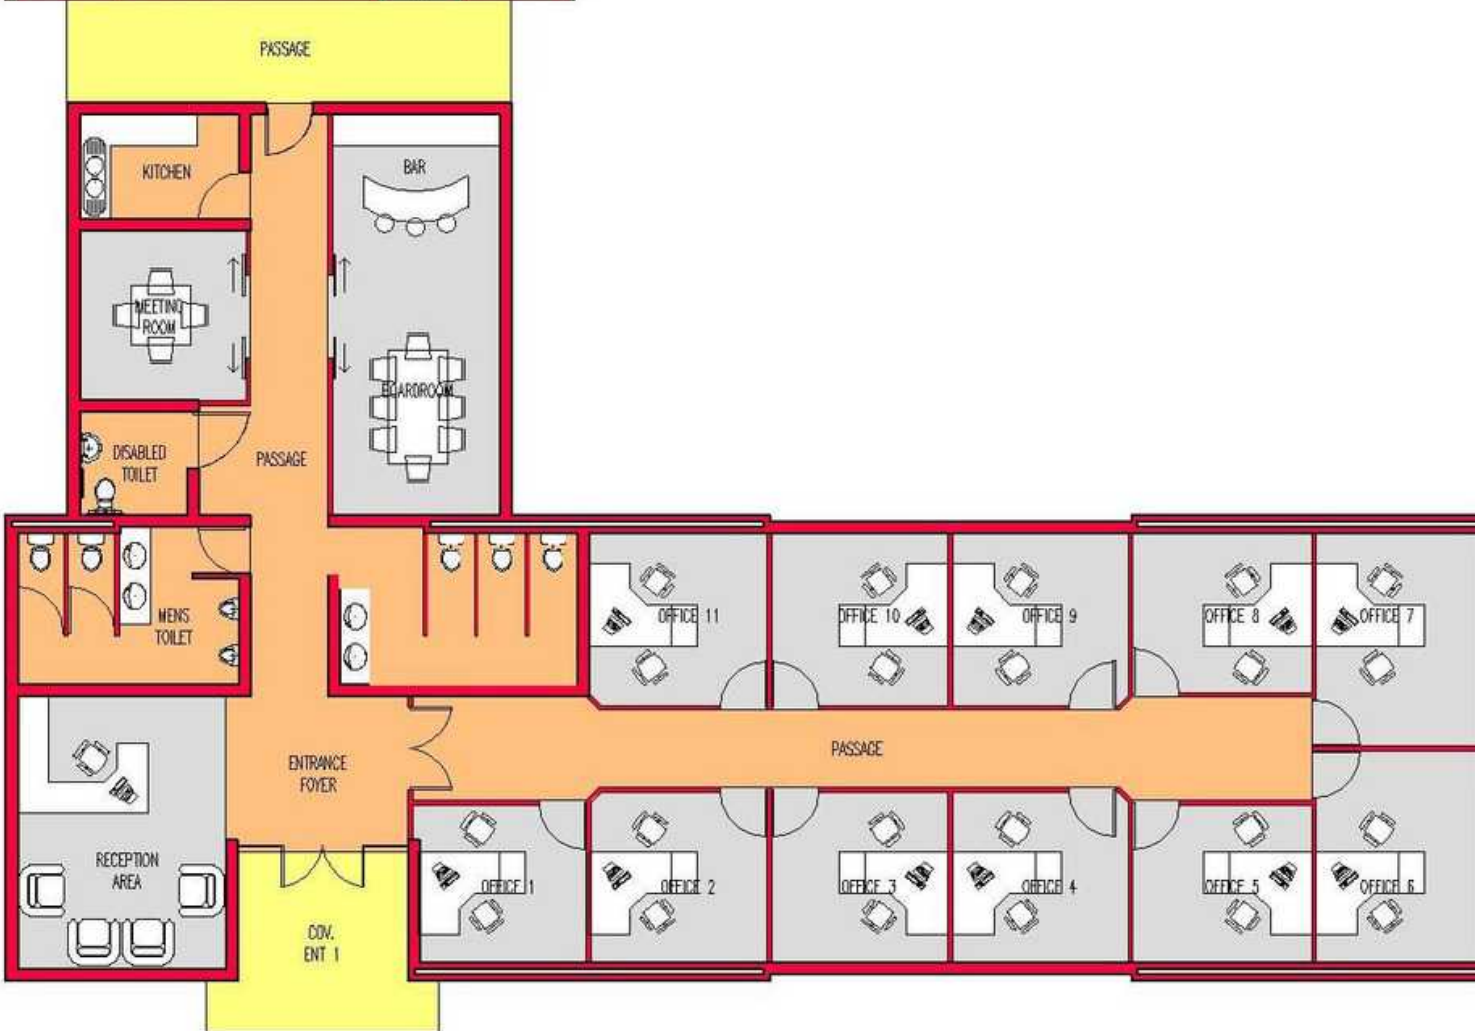 PASSAGE
KITCHEN
BAR
MEETING
ROOM
BOARDROOM
DISABLED
TOILET
PASSAGE
MENS
TOILET
OFFICE 11
OFFICE 10
OFFICE 9
OFFICE 8
OFFICE 7
ENTRANCE
FOYER
PASSAGE
RECEPTION
AREA
OFFICE 1
OFFICE 2
OFFICE 3
OFFICE 4
OFFICE 5
OFFICE 6
COV.
ENT 1